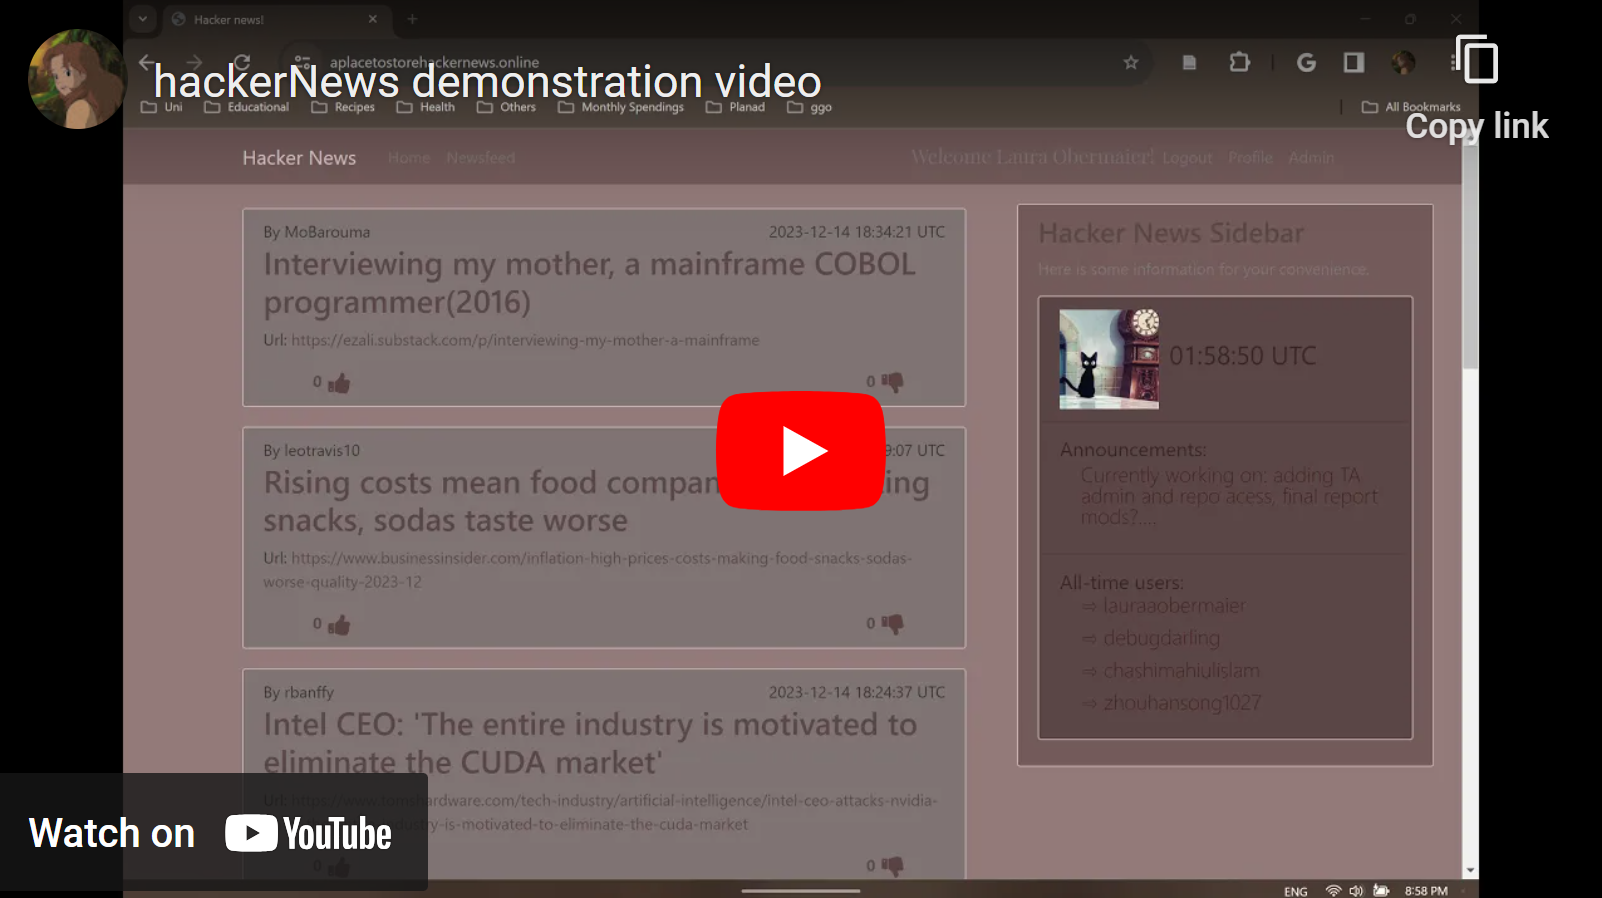 Hacker news!
aplacetostorehackernews.online
hackerNews demonstration video
Copy link
Uni
Educational
Recipes
Health
Others
Monthly Spendings
Planad
ggo
All Bookmarks
Hacker News
Home
Newsfeed
Welcome Laura Obermaier!
Logout
Profile
Admin
By MoBarouma
2023-12-14 18:34:21 UTC
Interviewing my mother, a mainframe COBOL
programmer(2016)
Url: https://ezali.substack.com/p/interviewing-my-mother-a-mainframe
0
0
By leotravis10
9:07 UTC
Rising costs mean food compan ing
snacks, sodas taste worse
Url: https://www.businessinsider.com/inflation-high-prices-costs-making-food-snacks-sodas-
worse-quality-2023-12
0
0
By rbanffy
2023-12-14 18:24:37 UTC
Intel CEO: 'The entire industry is motivated to
eliminate the CUDA market'
Url: https://www.tomshardware.com/tech-industry/artificial-intelligence/intel-ceo-attacks-nvidia-
industry-is-motivated-to-eliminate-the-cuda-market
0
0
Hacker News Sidebar
Here is some information for your convenience.
01:58:50 UTC
Announcements:
Currently working on: adding TA
admin and repo acess, final report
mods?....
All-time users:
⇨ lauraaobermaier
⇨ debugdarling
⇨ chashimahiulislam
⇨ zhouhansong1027
Watch on YouTube
ENG
8:58 PM